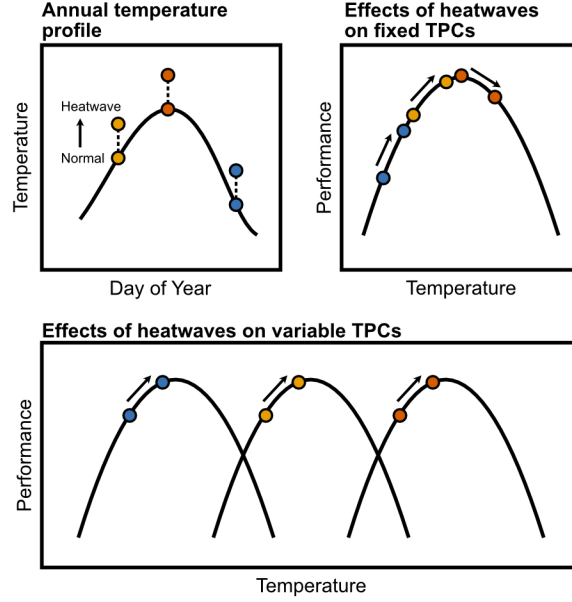 Annual temperature
profile
Temperature
Heatwave
Normal
Day of Year
Effects of heatwaves
on fixed TPCs
Performance
Temperature
Effects of heatwaves on variable TPCs
Performance
Temperature